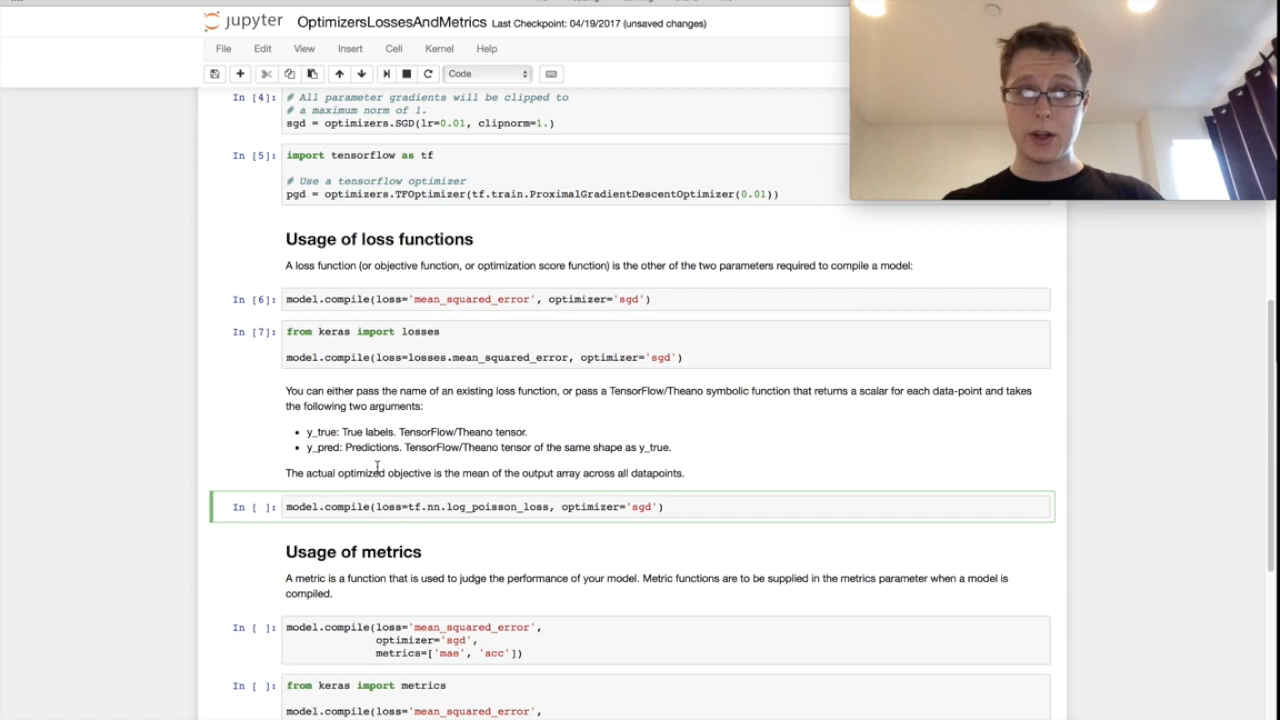 jupyter OptimizersLossesAndMetrics Last Checkpoint: 04/19/2017 (unsaved changes)
File Edit View Insert Cell Kernel Help
Code
In [4]: # All parameter gradients will be clipped to
# a maximum norm of 1.
sgd = optimizers.SGD(lr=0.01, clipnorm=1.)
In [5]: import tensorflow as tf
# Use a tensorflow optimizer
pgd = optimizers.TFOptimizer(tf.train.ProximalGradientDescentOptimizer(0.01))
Usage of loss functions
A loss function (or objective function, or optimization score function) is the other of the two parameters required to compile a model:
In [6]: model.compile(loss='mean_squared_error', optimizer='sgd')
In [7]: from keras import losses
model.compile(loss=losses.mean_squared_error, optimizer='sgd')
You can either pass the name of an existing loss function, or pass a TensorFlow/Theano symbolic function that returns a scalar for each data-point and takes
the following two arguments:
• y_true: True labels. TensorFlow/Theano tensor.
• y_pred: Predictions. TensorFlow/Theano tensor of the same shape as y_true.
The actual optimized objective is the mean of the output array across all datapoints.
In [ ]: model.compile(loss=tf.nn.log_poisson_loss, optimizer='sgd')
Usage of metrics
A metric is a function that is used to judge the performance of your model. Metric functions are to be supplied in the metrics parameter when a model is
compiled.
In [ ]: model.compile(loss='mean_squared_error',
optimizer='sgd',
metrics=['mae', 'acc'])
In [ ]: from keras import metrics
model.compile(loss='mean_squared_error',